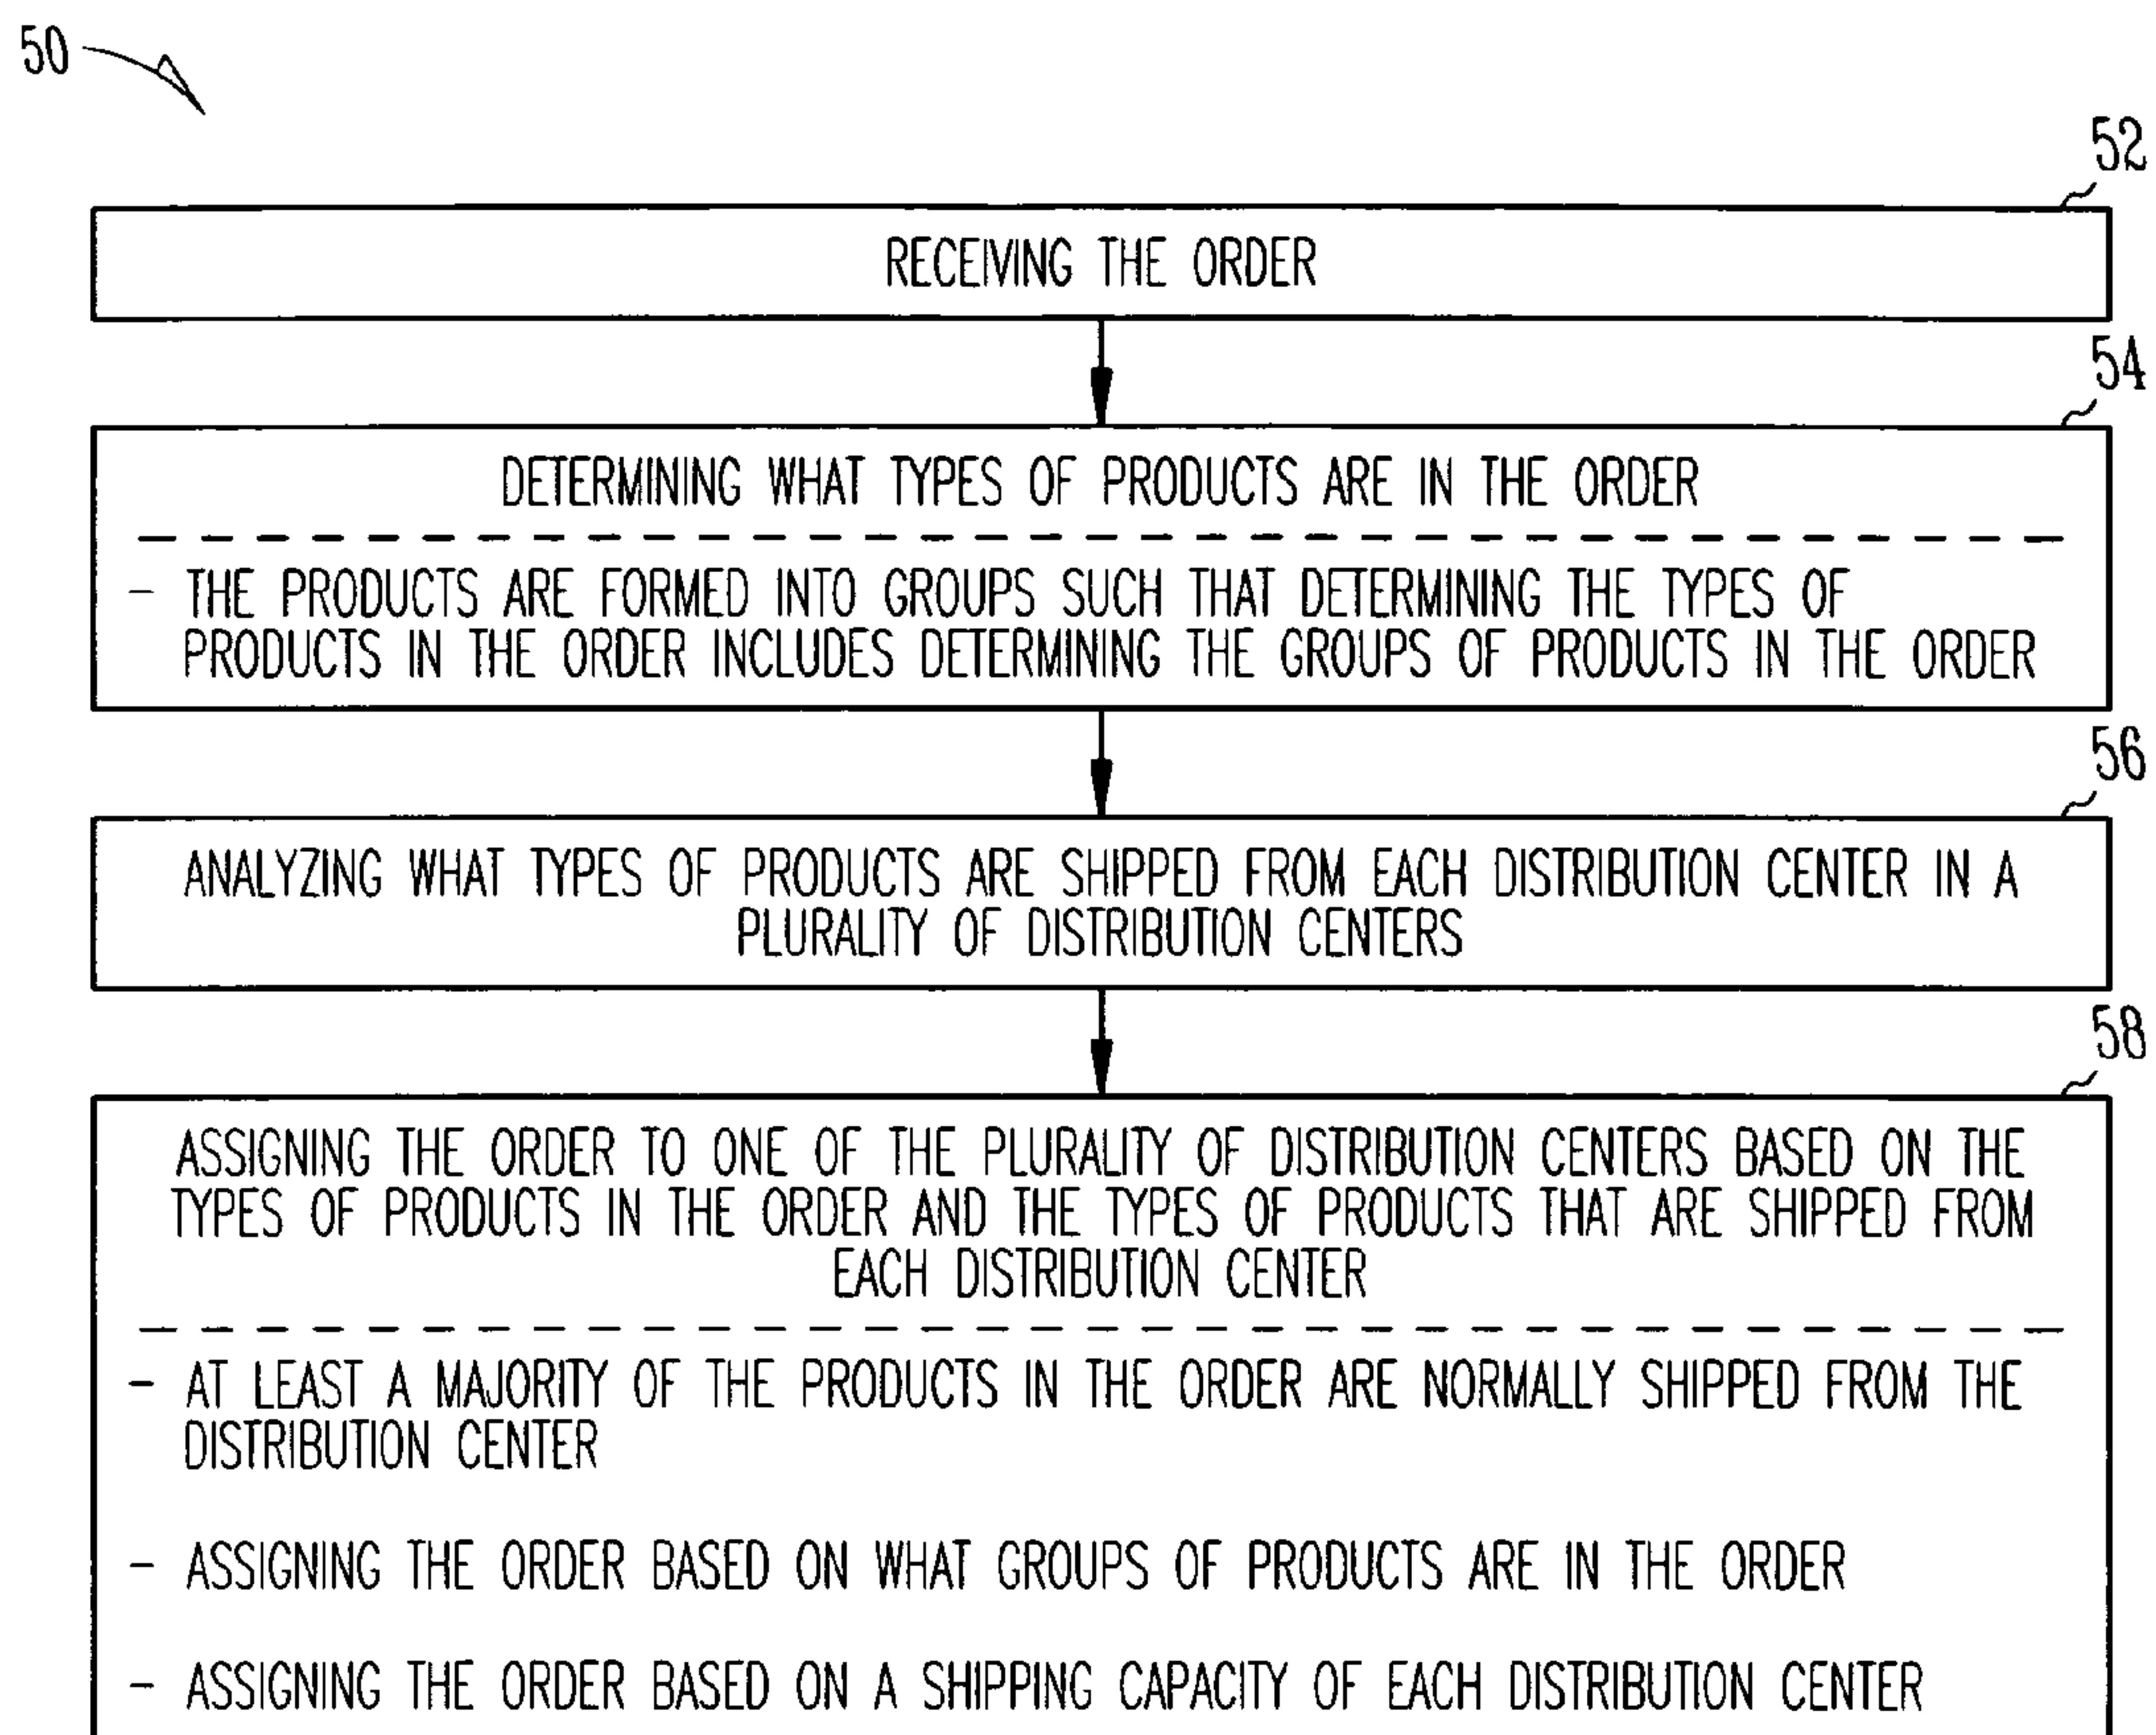 50
52
RECEIVING THE ORDER
54
DETERMINING WHAT TYPES OF PRODUCTS ARE IN THE ORDER
- THE PRODUCTS ARE FORMED INTO GROUPS SUCH THAT DETERMINING THE TYPES OF
PRODUCTS IN THE ORDER INCLUDES DETERMINING THE GROUPS OF PRODUCTS IN THE ORDER
56
ANALYZING WHAT TYPES OF PRODUCTS ARE SHIPPED FROM EACH DISTRIBUTION CENTER IN A
PLURALITY OF DISTRIBUTION CENTERS
58
ASSIGNING THE ORDER TO ONE OF THE PLURALITY OF DISTRIBUTION CENTERS BASED ON THE
TYPES OF PRODUCTS IN THE ORDER AND THE TYPES OF PRODUCTS THAT ARE SHIPPED FROM
EACH DISTRIBUTION CENTER
- AT LEAST A MAJORITY OF THE PRODUCTS IN THE ORDER ARE NORMALLY SHIPPED FROM THE
DISTRIBUTION CENTER
- ASSIGNING THE ORDER BASED ON WHAT GROUPS OF PRODUCTS ARE IN THE ORDER
- ASSIGNING THE ORDER BASED ON A SHIPPING CAPACITY OF EACH DISTRIBUTION CENTER